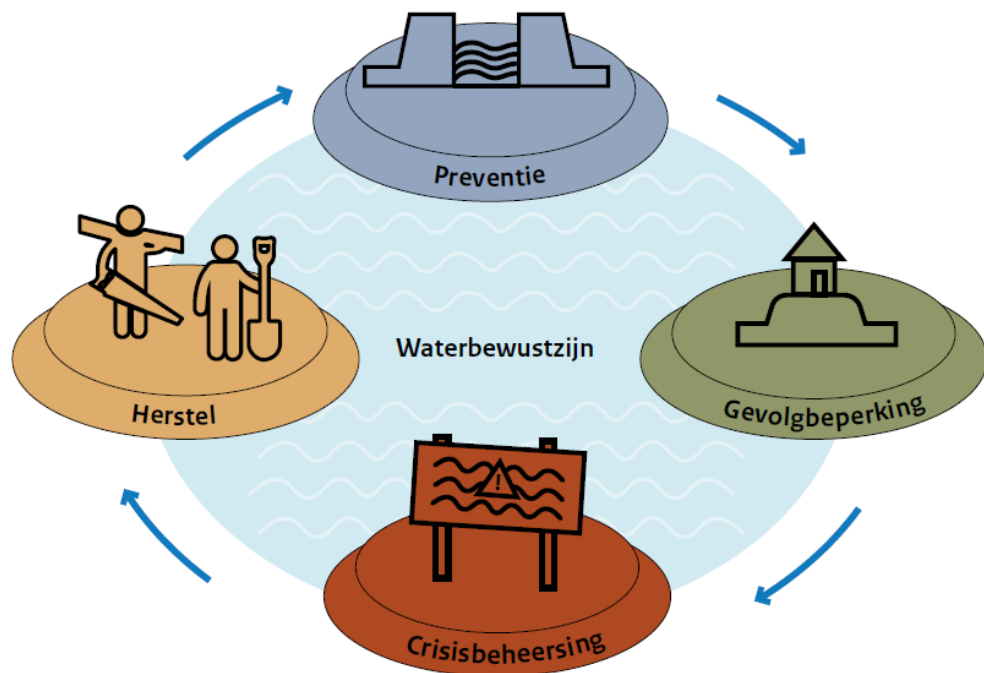 Preventie
Waterbewustzijn
Gevolgbeperking
Herstel
Crisisbeheersing
!